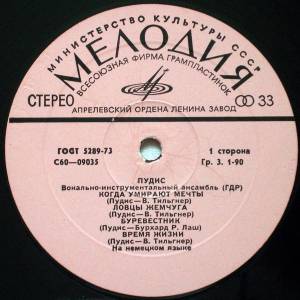 МИНИСТЕРСТВО КУЛЬТУРЫ СССР
МЕЛОДИЯ
ВСЕСОЮЗНАЯ ФИРМА ГРАМПЛАСТИНОК
СТЕРЕО
33
АПРЕЛЕВСКИЙ ОРДЕНА ЛЕНИНА ЗАВОД
ГОСТ 5289-73
1 сторона
С60—09035
Гр. 3. 1-90
ПУДИС
Вокально-инструментальный ансамбль (ГДР)
КОГДА УМИРАЮТ МЕЧТЫ
(Пудис — В. Тильгнер)
ЛОВЦЫ ЖЕМЧУГА
(Пудис — В. Тильгнер)
БУРЕВЕСТНИК
(Пудис — Бурхард Р. Лаш)
ВРЕМЯ ЖИЗНИ
(Пудис — В. Тильгнер)
На немецком языке